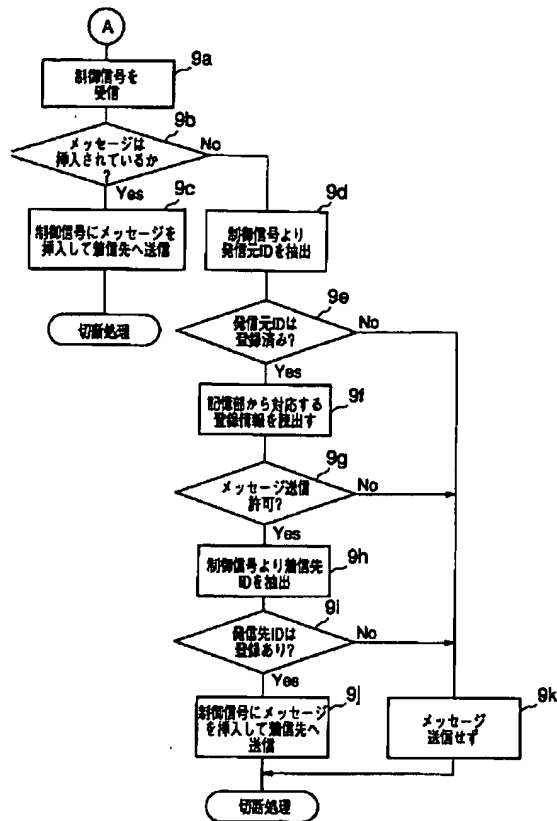 A
9a
制御信号を
受信
9b
メッセージは
挿入されているか
?
No
Yes
9c
制御信号にメッセージを
挿入して着信先へ送信
切断処理
9d
制御信号より
発信元IDを抽出
9e
発信元IDは
登録済み?
No
Yes
9f
記憶部から対応する
登録情報を読出す
9g
メッセージ送信
許可?
No
Yes
9h
制御信号より着信先
IDを抽出
9i
発信先IDは
登録あり?
No
Yes
9j
制御信号にメッセージ
を挿入して着信先へ
送信
9k
メッセージ
送信せず
切断処理